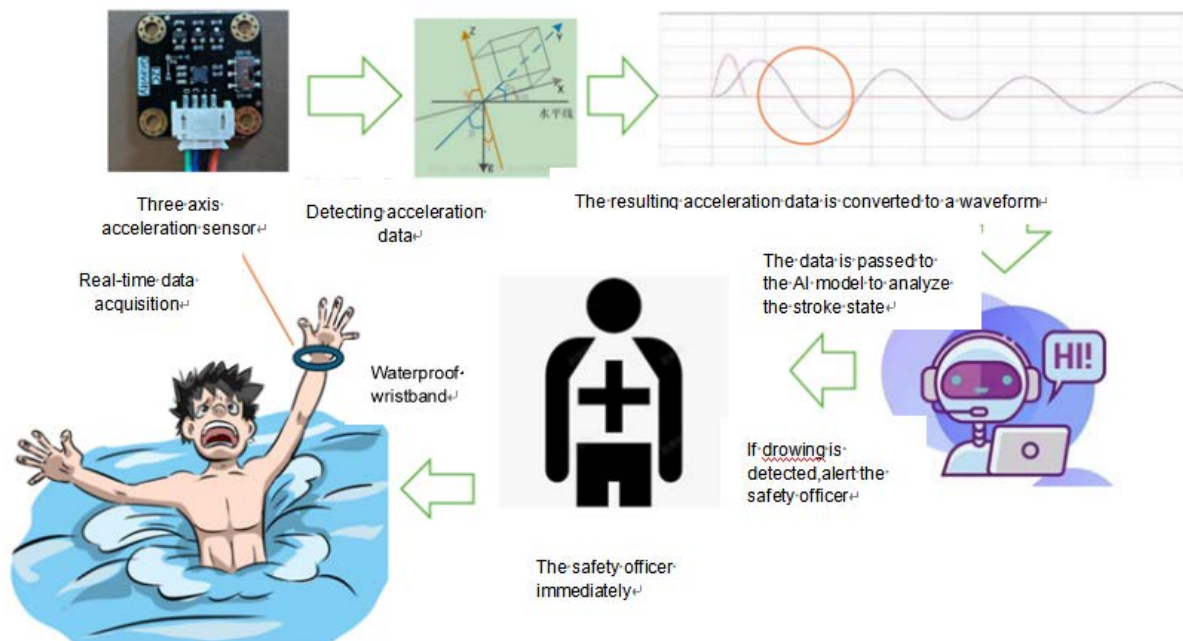 Z
Y
X
水平线
g
Three axis
acceleration sensor
Detecting acceleration
data
The resulting acceleration data is converted to a waveform
Real-time data
acquisition
The data is passed to
the AI model to analyze
the stroke state
HI!
Waterproof
wristband
If drowing is
detected,alert the
safety officer
The safety officer
immediately